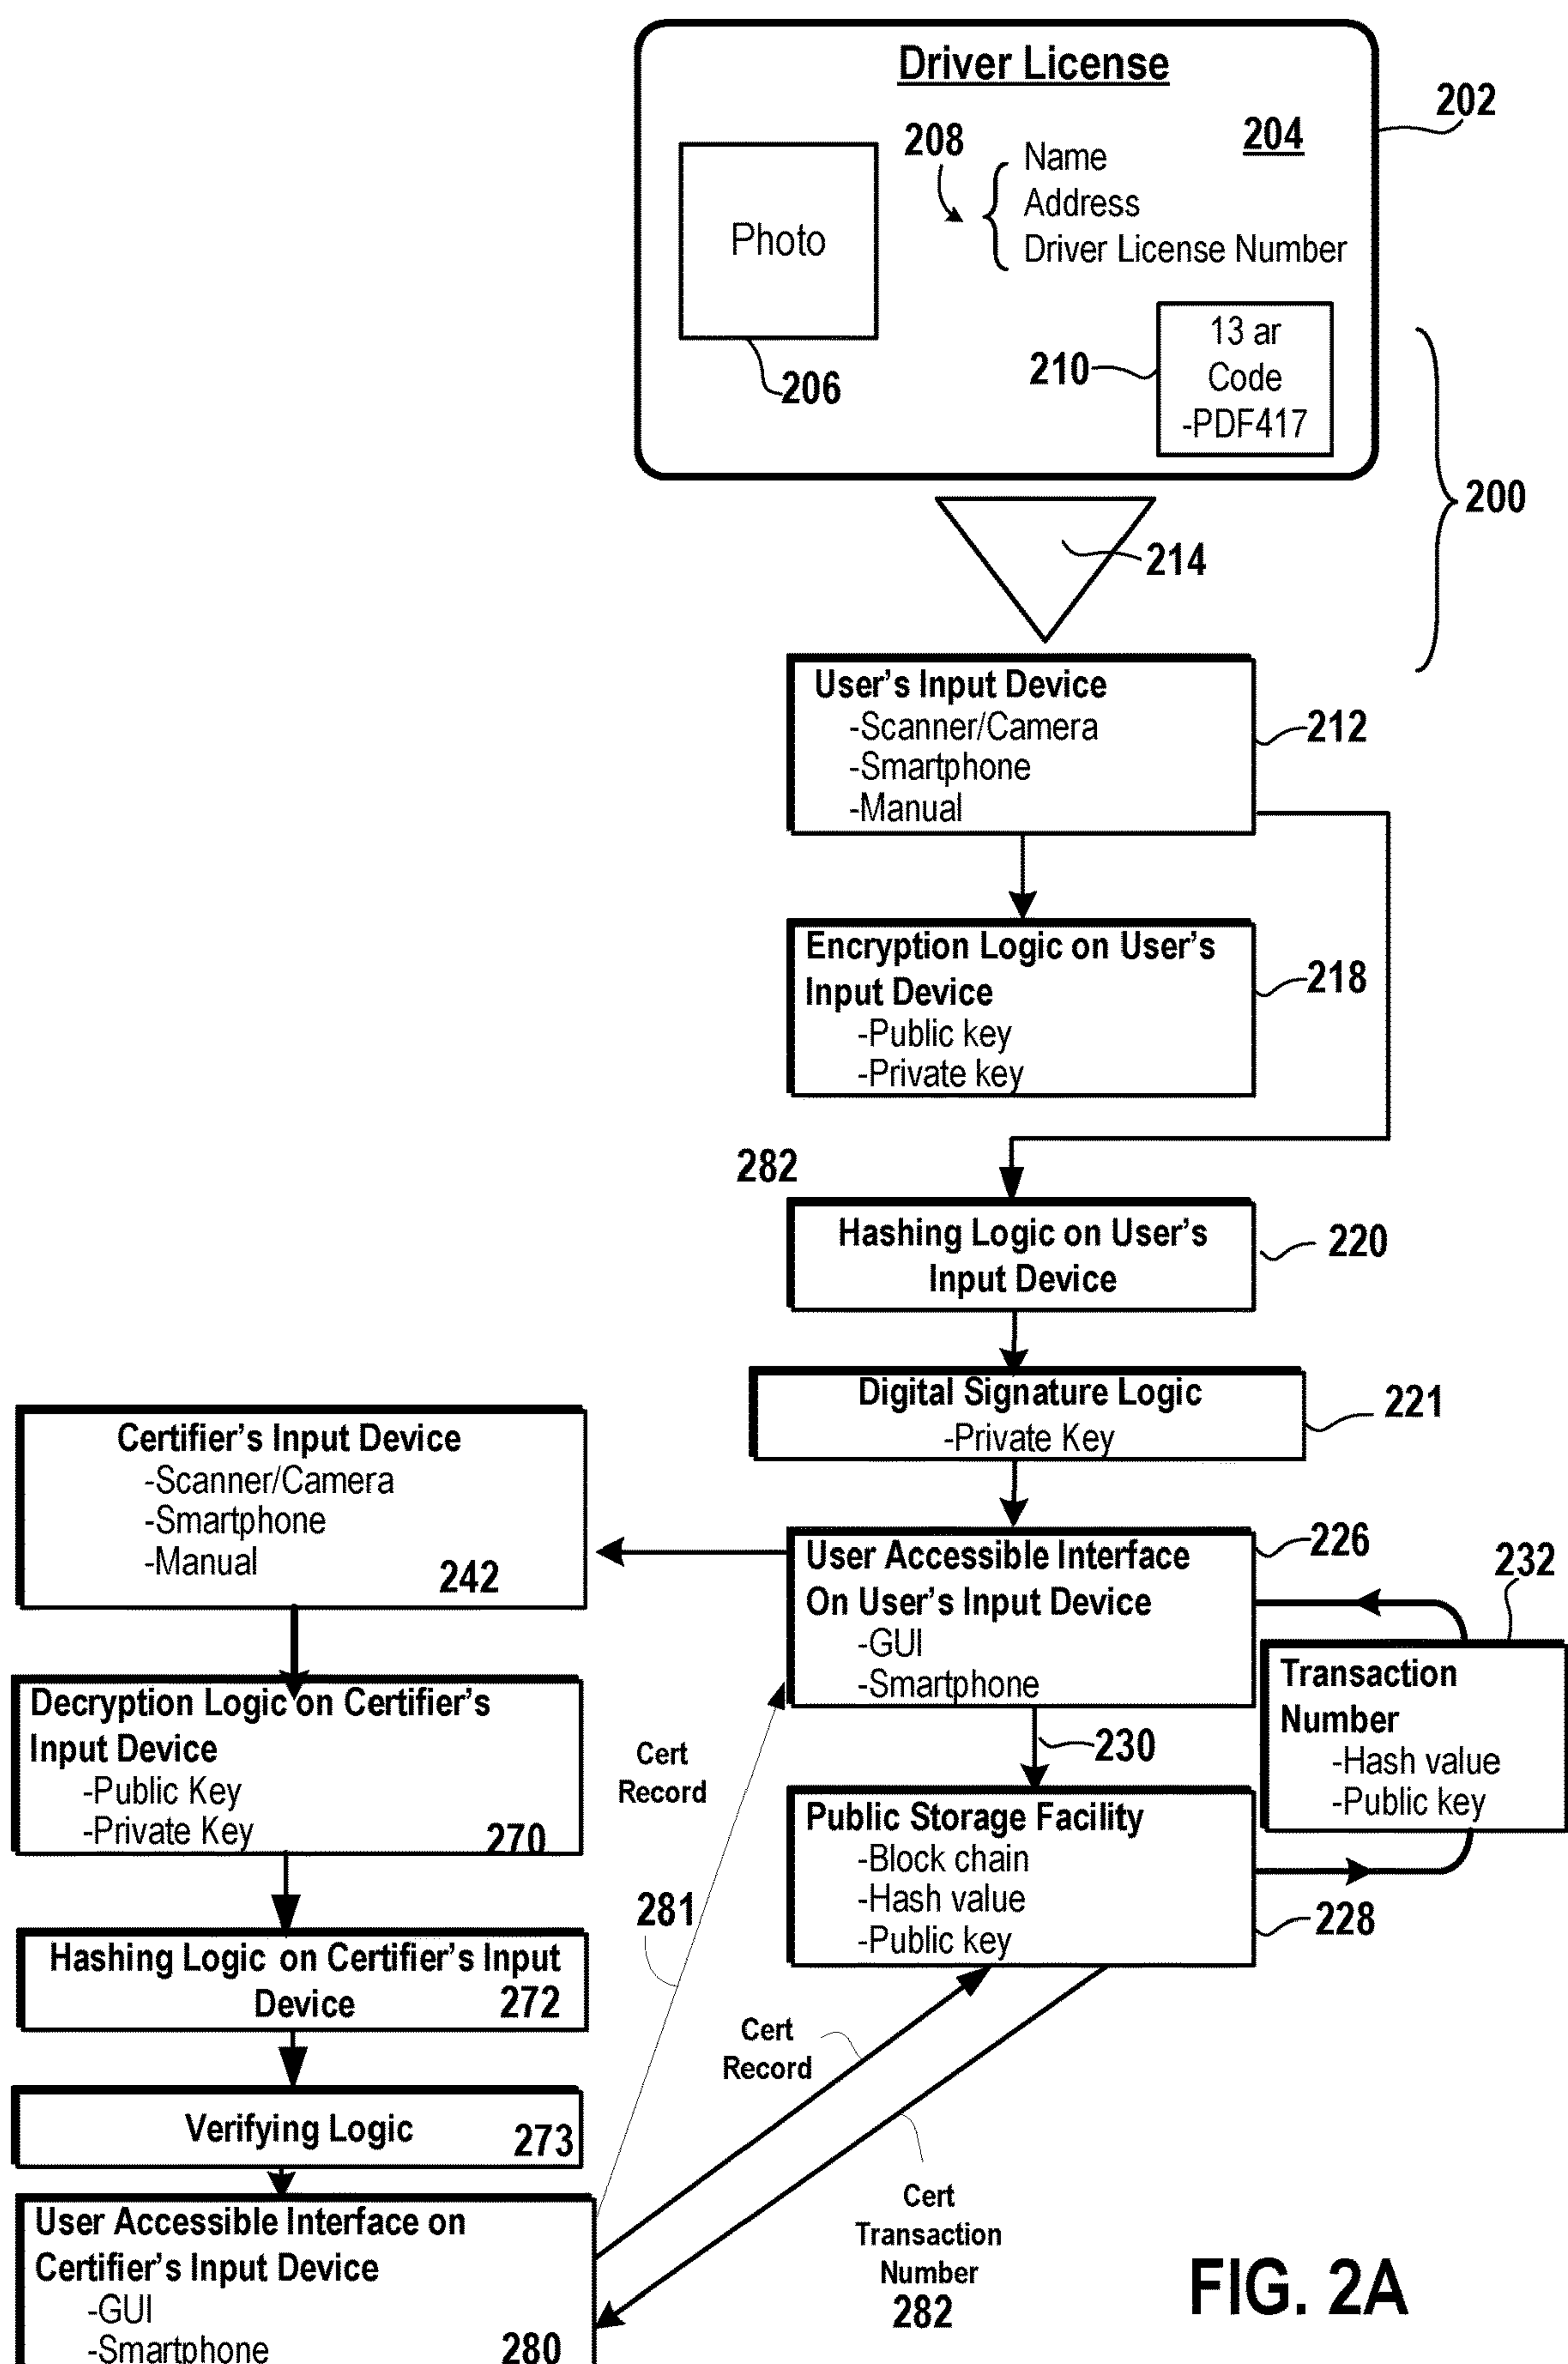 Driver License
202
204
208
Name
Address
Driver License Number
Photo
206
210
13 ar
Code
-PDF417
200
214
User's Input Device
-Scanner/Camera
-Smartphone
-Manual
212
Encryption Logic on User's
Input Device
-Public key
-Private key
218
282
Hashing Logic on User's
Input Device
220
Digital Signature Logic
-Private Key
221
Certifier's Input Device
-Scanner/Camera
-Smartphone
-Manual
242
User Accessible Interface
On User's Input Device
-GUI
-Smartphone
226
232
Transaction
Number
-Hash value
-Public key
Decryption Logic on Certifier's
Input Device
-Public Key
-Private Key
270
Cert
Record
230
Public Storage Facility
-Block chain
-Hash value
-Public key
228
281
Hashing Logic on Certifier's Input
Device
272
Cert
Record
Verifying Logic
273
User Accessible Interface on
Certifier's Input Device
-GUI
-Smartphone
280
Cert
Transaction
Number
282
FIG. 2A